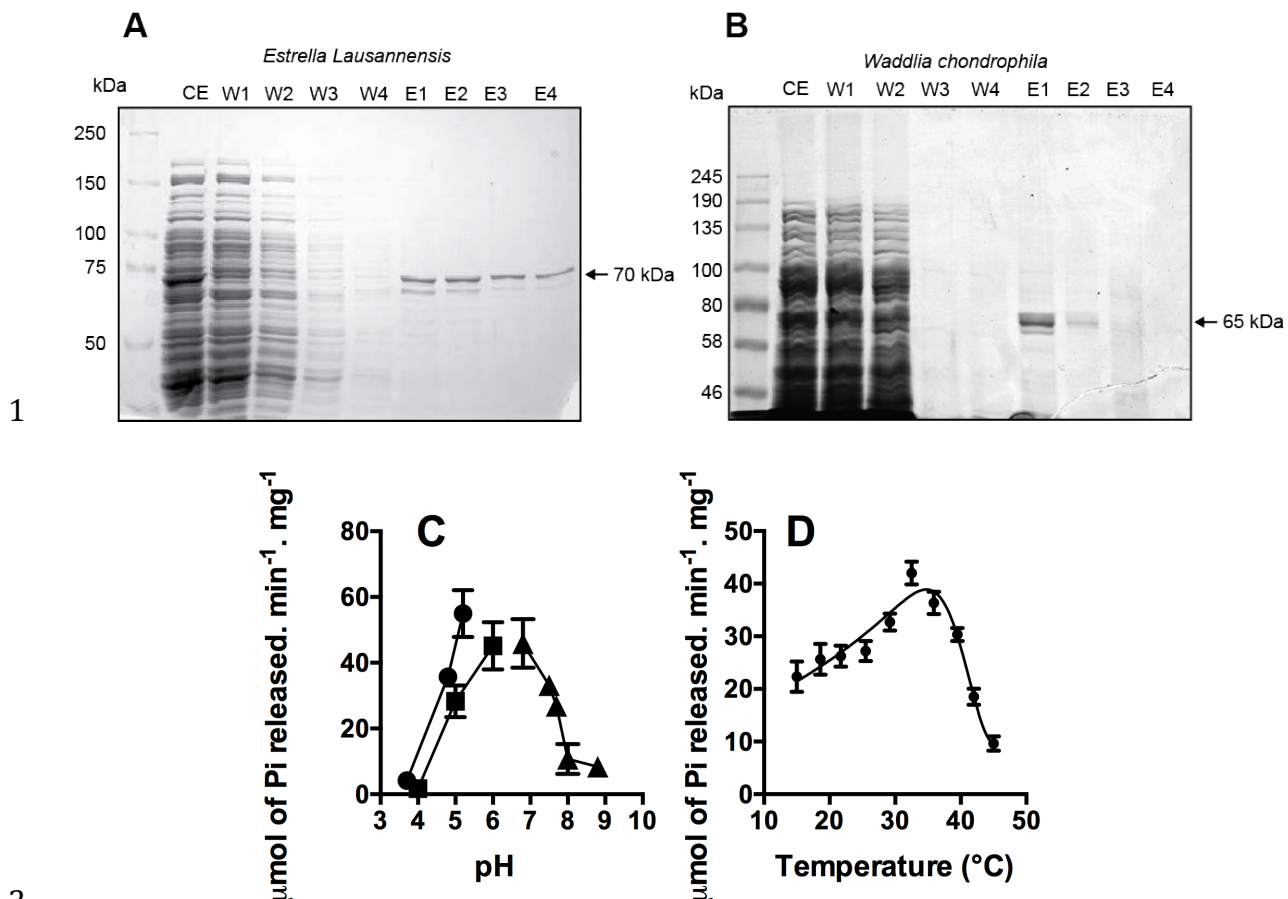 A
Estrella Lausannensis
kDa
CE W1 W2 W3 W4 E1 E2 E3 E4
250
150
100
75
50
← 70 kDa
B
Waddlia chondrophila
kDa
CE W1 W2 W3 W4 E1 E2 E3 E4
245
190
135
100
80
58
46
← 65 kDa
1
C
µmol of Pi released. min-1. mg-1
80
60
40
20
0
3 4 5 6 7 8 9 10
pH
D
µmol of Pi released. min-1. mg-1
50
40
30
20
10
0
10 20 30 40 50
Temperature (°C)